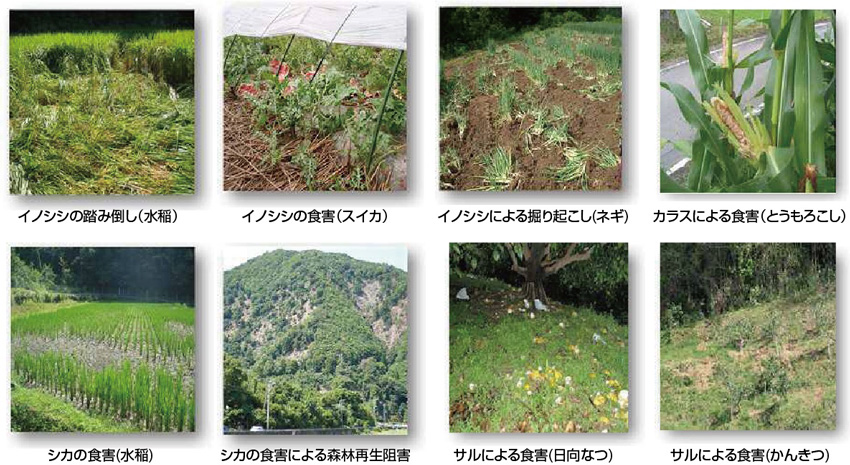 イノシシの踏み倒し(水稲)
イノシシの食害(スイカ)
イノシシによる掘り起こし(ネギ)
カラスによる食害(とうもろこし)
シカの食害(水稲)
シカの食害による森林再生阻害
サルによる食害(日向なつ)
サルによる食害(かんきつ)